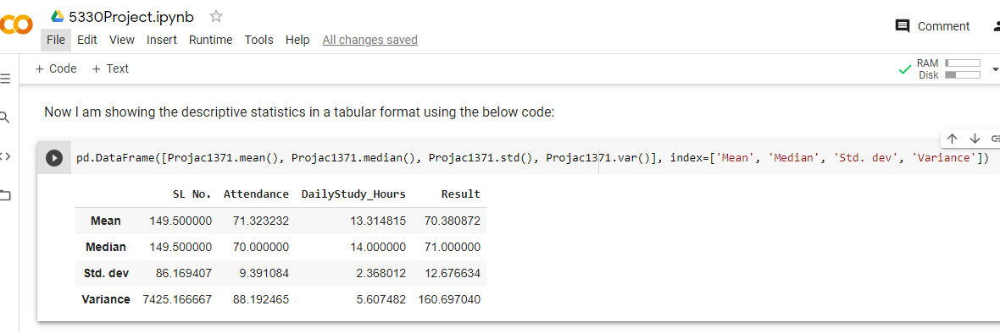 5330Project.ipynb
File Edit View Insert Runtime Tools Help All changes saved
Comment
+ Code + Text
RAM
Disk
Now I am showing the descriptive statistics in a tabular format using the below code:
pd.DataFrame([Projac1371.mean(), Projac1371.median(), Projac1371.std(), Projac1371.var()], index=['Mean', 'Median', 'Std. dev', 'Variance'])
SL No. Attendance DailyStudy_Hours Result
Mean 149.500000 71.323232 13.314815 70.380872
Median 149.500000 70.000000 14.000000 71.000000
Std. dev 86.169407 9.391084 2.368012 12.676634
Variance 7425.166667 88.192465 5.607482 160.697040